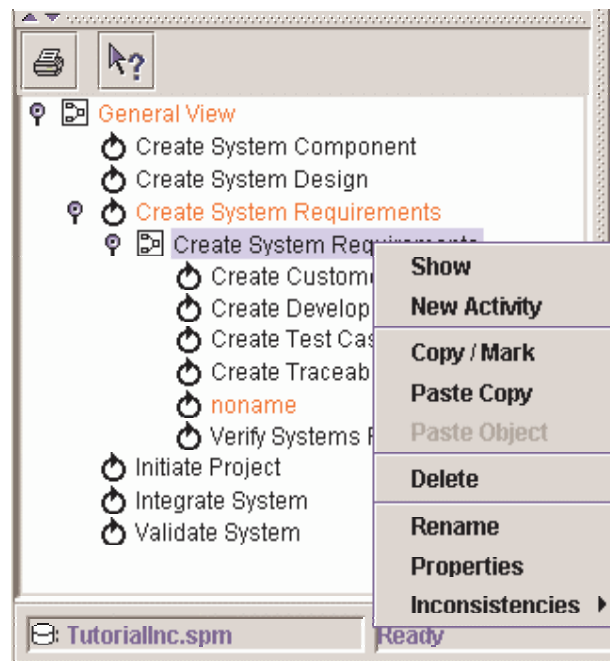 General View
Create System Component
Create System Design
Create System Requirements
Create System Requirements
Create Custome
Create Develop
Create Test Cas
Create Traceab
noname
Verify Systems
Initiate Project
Integrate System
Validate System
Show
New Activity
Copy / Mark
Paste Copy
Paste Object
Delete
Rename
Properties
Inconsistencies
: TutorialInc.spm
Ready